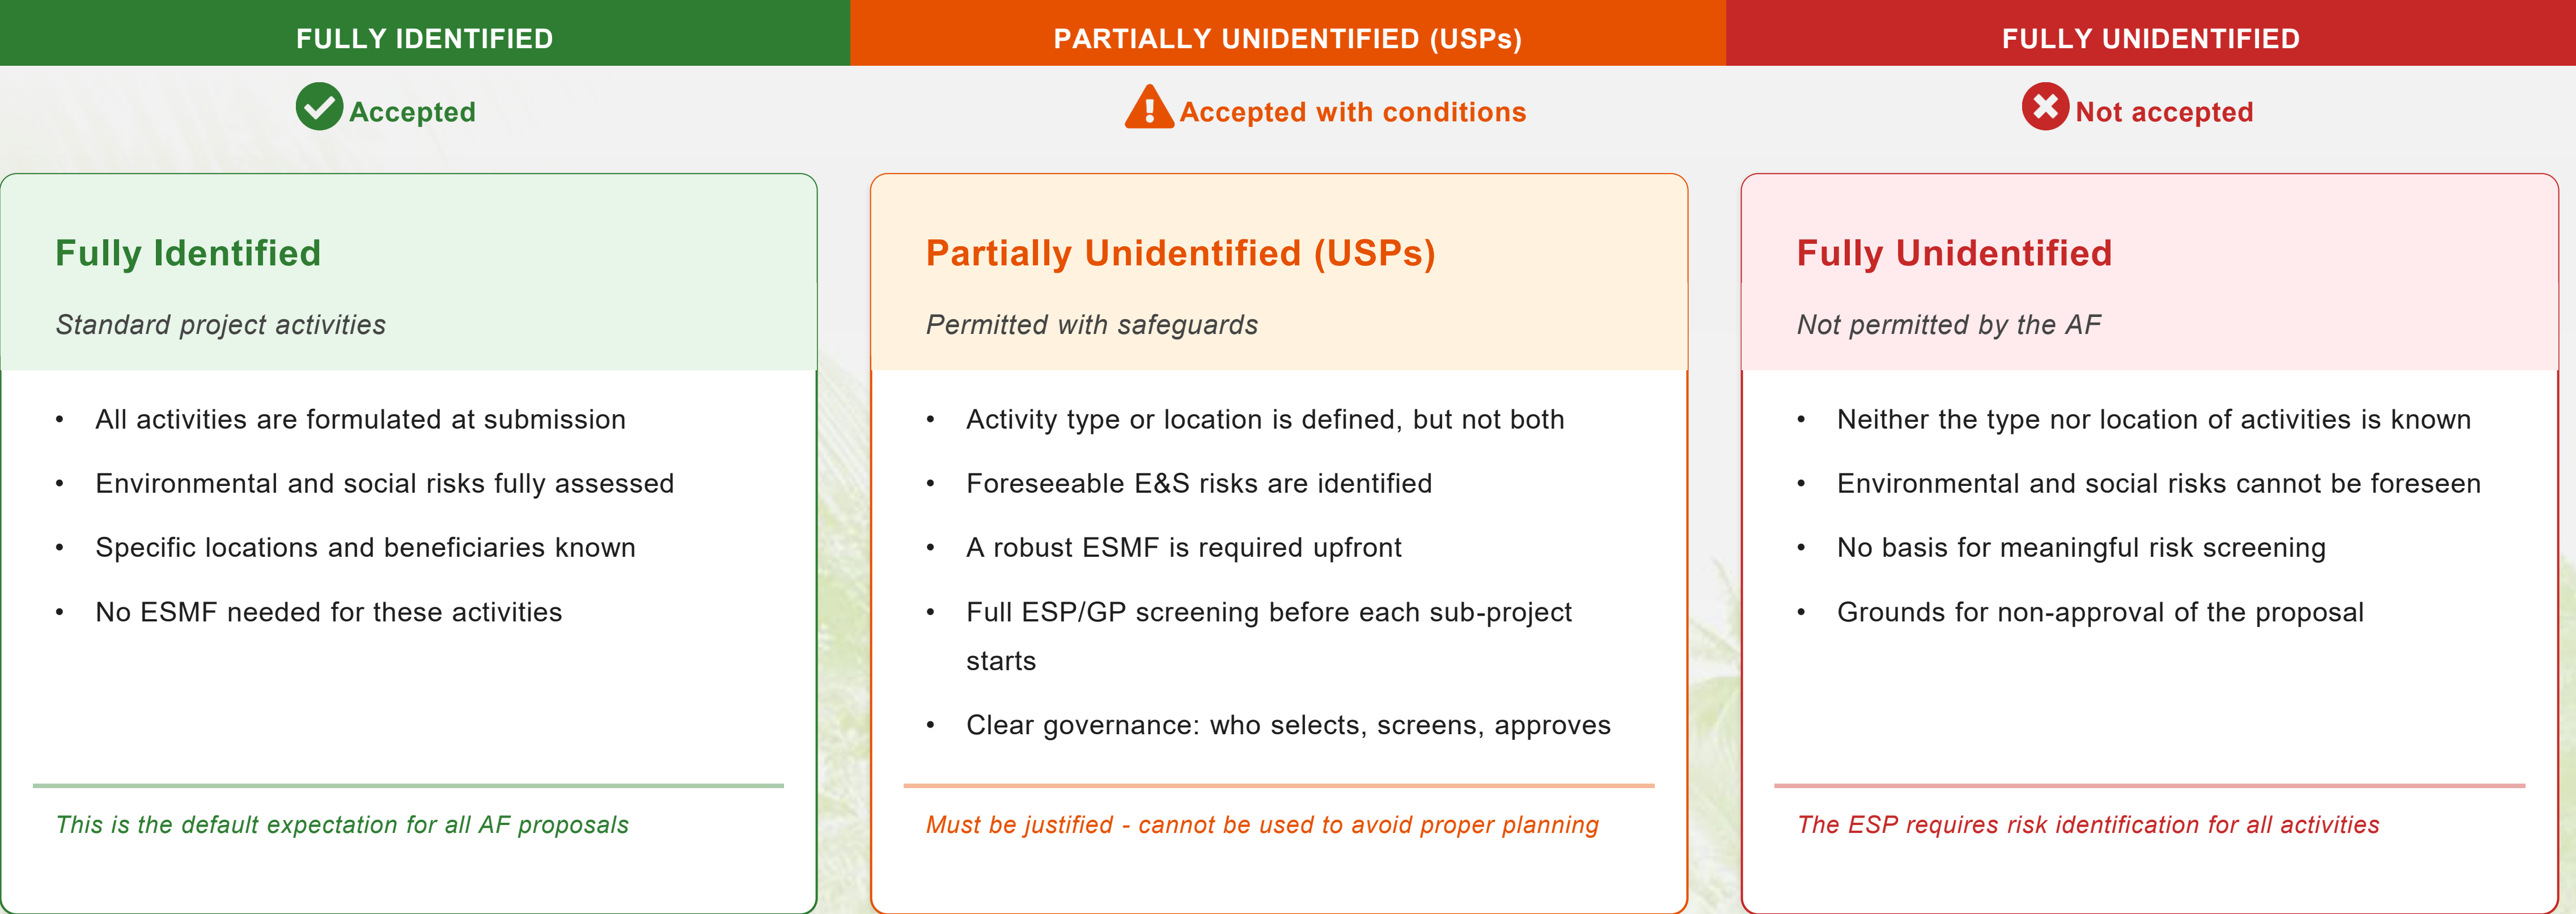 FULLY IDENTIFIED
PARTIALLY UNIDENTIFIED (USPs)
FULLY UNIDENTIFIED
Accepted
Accepted with conditions
Not accepted
Fully Identified
Standard project activities
• All activities are formulated at submission
• Environmental and social risks fully assessed
• Specific locations and beneficiaries known
• No ESMF needed for these activities
This is the default expectation for all AF proposals
Partially Unidentified (USPs)
Permitted with safeguards
• Activity type or location is defined, but not both
• Foreseeable E&S risks are identified
• A robust ESMF is required upfront
• Full ESP/GP screening before each sub-project
starts
• Clear governance: who selects, screens, approves
Must be justified - cannot be used to avoid proper planning
Fully Unidentified
Not permitted by the AF
• Neither the type nor location of activities is known
• Environmental and social risks cannot be foreseen
• No basis for meaningful risk screening
• Grounds for non-approval of the proposal
The ESP requires risk identification for all activities